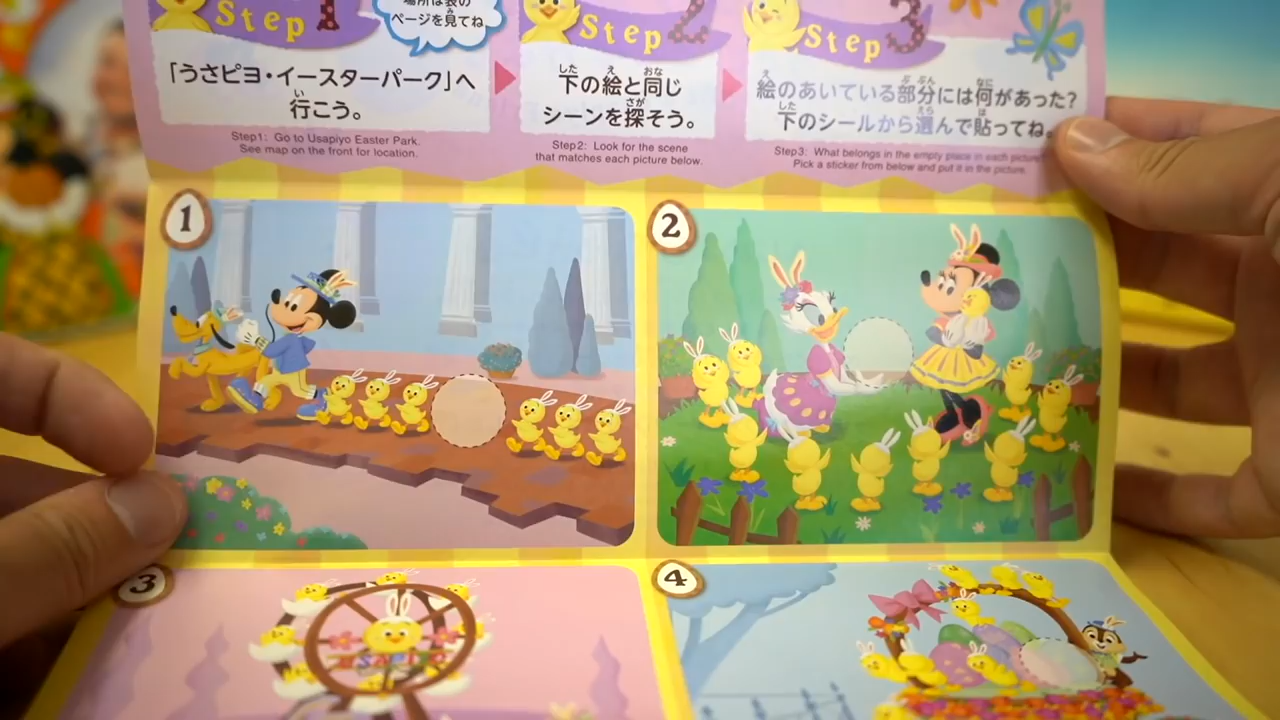 Step 1
場所は表の
ページを見てね
Step 2
Step 3
「うさピヨ・イースターパーク」へ
行こう。
Step1: Go to Usapiyo Easter Park.
See map on the front for location.
下の絵と同じ
シーンを探そう。
Step2: Look for the scene
that matches each picture below.
絵のあいている部分には何があった?
下のシールから選んで貼ってね。
Step3: What belongs in the empty place in each picture?
Pick a sticker from below and put it in the picture.
1
2
3
4